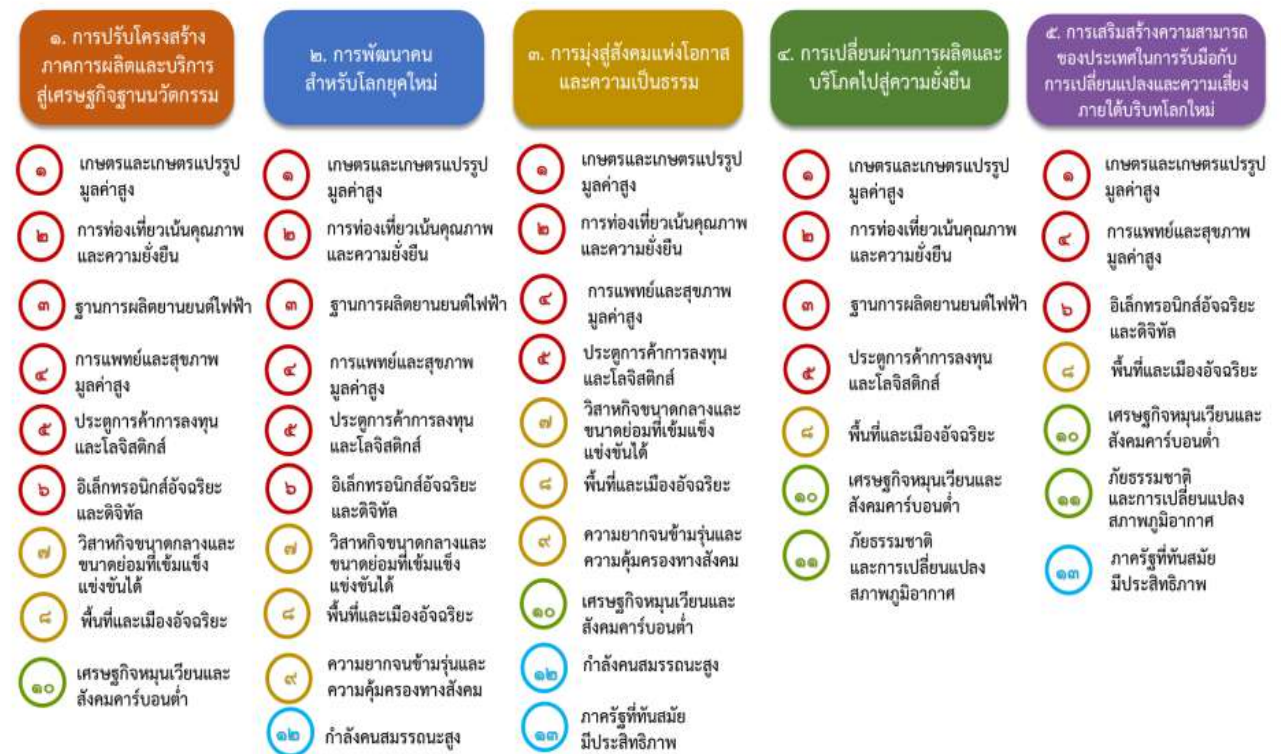 ๑. การปรับโครงสร้าง
ภาคการผลิตและบริการ
สู่เศรษฐกิจฐานนวัตกรรม
๑
เกษตรและเกษตรแปรรูป
มูลค่าสูง
๒
การท่องเที่ยวเน้นคุณภาพ
และความยั่งยืน
๓
ฐานการผลิตยานยนต์ไฟฟ้า
๔
การแพทย์และสุขภาพ
มูลค่าสูง
๕
ประตูการค้าการลงทุน
และโลจิสติกส์
๖
อิเล็กทรอนิกส์อัจฉริยะ
และดิจิทัล
๗
วิสาหกิจขนาดกลางและ
ขนาดย่อมที่เข้มแข็ง
แข่งขันได้
๘
พื้นที่และเมืองอัจฉริยะ
๑๐
เศรษฐกิจหมุนเวียนและ
สังคมคาร์บอนต่ำ
๒. การพัฒนาคน
สำหรับโลกยุคใหม่
๑
เกษตรและเกษตรแปรรูป
มูลค่าสูง
๒
การท่องเที่ยวเน้นคุณภาพ
และความยั่งยืน
๓
ฐานการผลิตยานยนต์ไฟฟ้า
๔
การแพทย์และสุขภาพ
มูลค่าสูง
๕
ประตูการค้าการลงทุน
และโลจิสติกส์
๖
อิเล็กทรอนิกส์อัจฉริยะ
และดิจิทัล
๗
วิสาหกิจขนาดกลางและ
ขนาดย่อมที่เข้มแข็ง
แข่งขันได้
๘
พื้นที่และเมืองอัจฉริยะ
๙
ความยากจนข้ามรุ่นและ
ความคุ้มครองทางสังคม
๑๒
กำลังคนสมรรถนะสูง
๓. การมุ่งสู่สังคมแห่งโอกาส
และความเป็นธรรม
๑
เกษตรและเกษตรแปรรูป
มูลค่าสูง
๒
การท่องเที่ยวเน้นคุณภาพ
และความยั่งยืน
๔
การแพทย์และสุขภาพ
มูลค่าสูง
๕
ประตูการค้าการลงทุน
และโลจิสติกส์
๗
วิสาหกิจขนาดกลางและ
ขนาดย่อมที่เข้มแข็ง
แข่งขันได้
๘
พื้นที่และเมืองอัจฉริยะ
๙
ความยากจนข้ามรุ่นและ
ความคุ้มครองทางสังคม
๑๐
เศรษฐกิจหมุนเวียนและ
สังคมคาร์บอนต่ำ
๑๒
กำลังคนสมรรถนะสูง
๑๓
ภาครัฐที่ทันสมัย
มีประสิทธิภาพ
๔. การเปลี่ยนผ่านการผลิตและ
บริโภคไปสู่ความยั่งยืน
๑
เกษตรและเกษตรแปรรูป
มูลค่าสูง
๒
การท่องเที่ยวเน้นคุณภาพ
และความยั่งยืน
๓
ฐานการผลิตยานยนต์ไฟฟ้า
๕
ประตูการค้าการลงทุน
และโลจิสติกส์
๘
พื้นที่และเมืองอัจฉริยะ
๑๐
เศรษฐกิจหมุนเวียนและ
สังคมคาร์บอนต่ำ
๑๑
ภัยธรรมชาติ
และการเปลี่ยนแปลง
สภาพภูมิอากาศ
๕. การเสริมสร้างความสามารถ
ของประเทศในการรับมือกับ
การเปลี่ยนแปลงและความเสี่ยง
ภายใต้บริบทโลกใหม่
๑
เกษตรและเกษตรแปรรูป
มูลค่าสูง
๔
การแพทย์และสุขภาพ
มูลค่าสูง
๖
อิเล็กทรอนิกส์อัจฉริยะ
และดิจิทัล
๘
พื้นที่และเมืองอัจฉริยะ
๑๐
เศรษฐกิจหมุนเวียนและ
สังคมคาร์บอนต่ำ
๑๑
ภัยธรรมชาติ
และการเปลี่ยนแปลง
สภาพภูมิอากาศ
๑๓
ภาครัฐที่ทันสมัย
มีประสิทธิภาพ